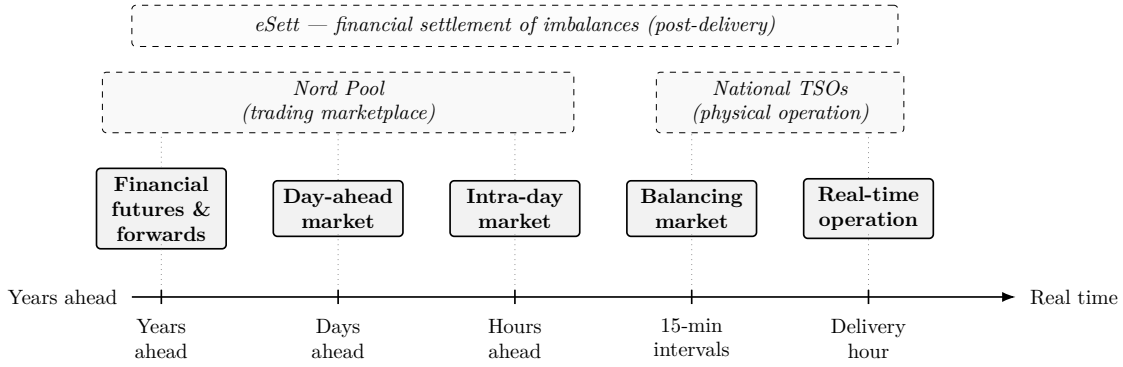 eSett — financial settlement of imbalances (post-delivery)
Nord Pool
(trading marketplace)
National TSOs
(physical operation)
Financial
futures &
forwards
Day-ahead
market
Intra-day
market
Balancing
market
Real-time
operation
Years ahead
Real time
Years
ahead
Days
ahead
Hours
ahead
15-min
intervals
Delivery
hour